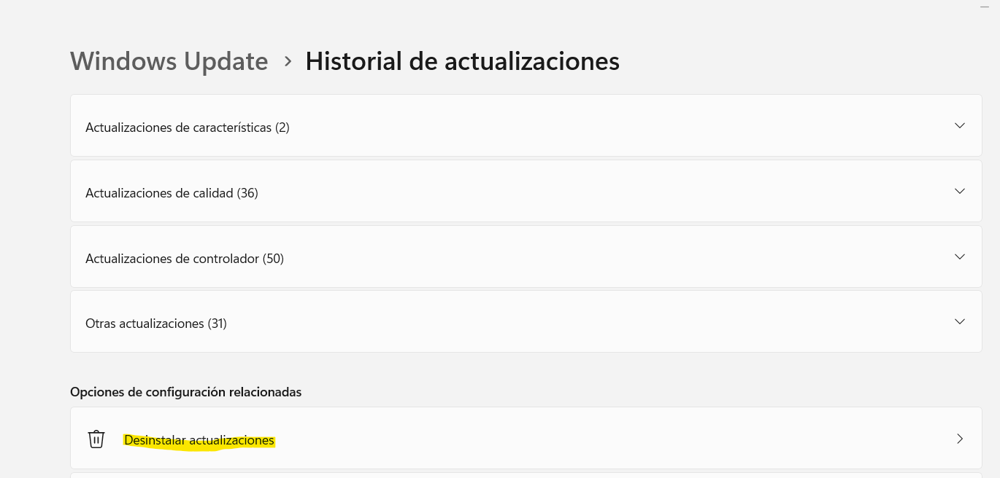 Windows Update > Historial de actualizaciones
Actualizaciones de características (2)
Actualizaciones de calidad (36)
Actualizaciones de controlador (50)
Otras actualizaciones (31)
Opciones de configuración relacionadas
Desinstalar actualizaciones